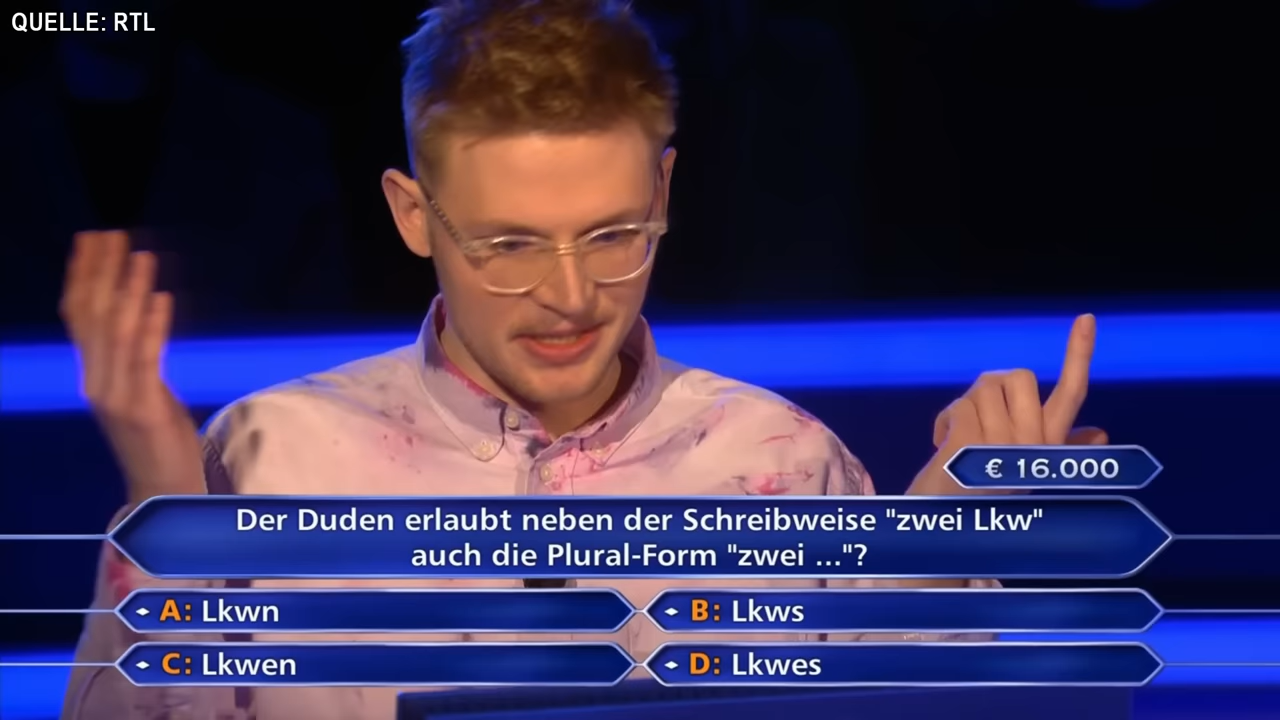 QUELLE: RTL
€ 16.000
Der Duden erlaubt neben der Schreibweise "zwei Lkw"
auch die Plural-Form "zwei ..."?
A: Lkwn
B: Lkws
C: Lkwen
D: Lkwes